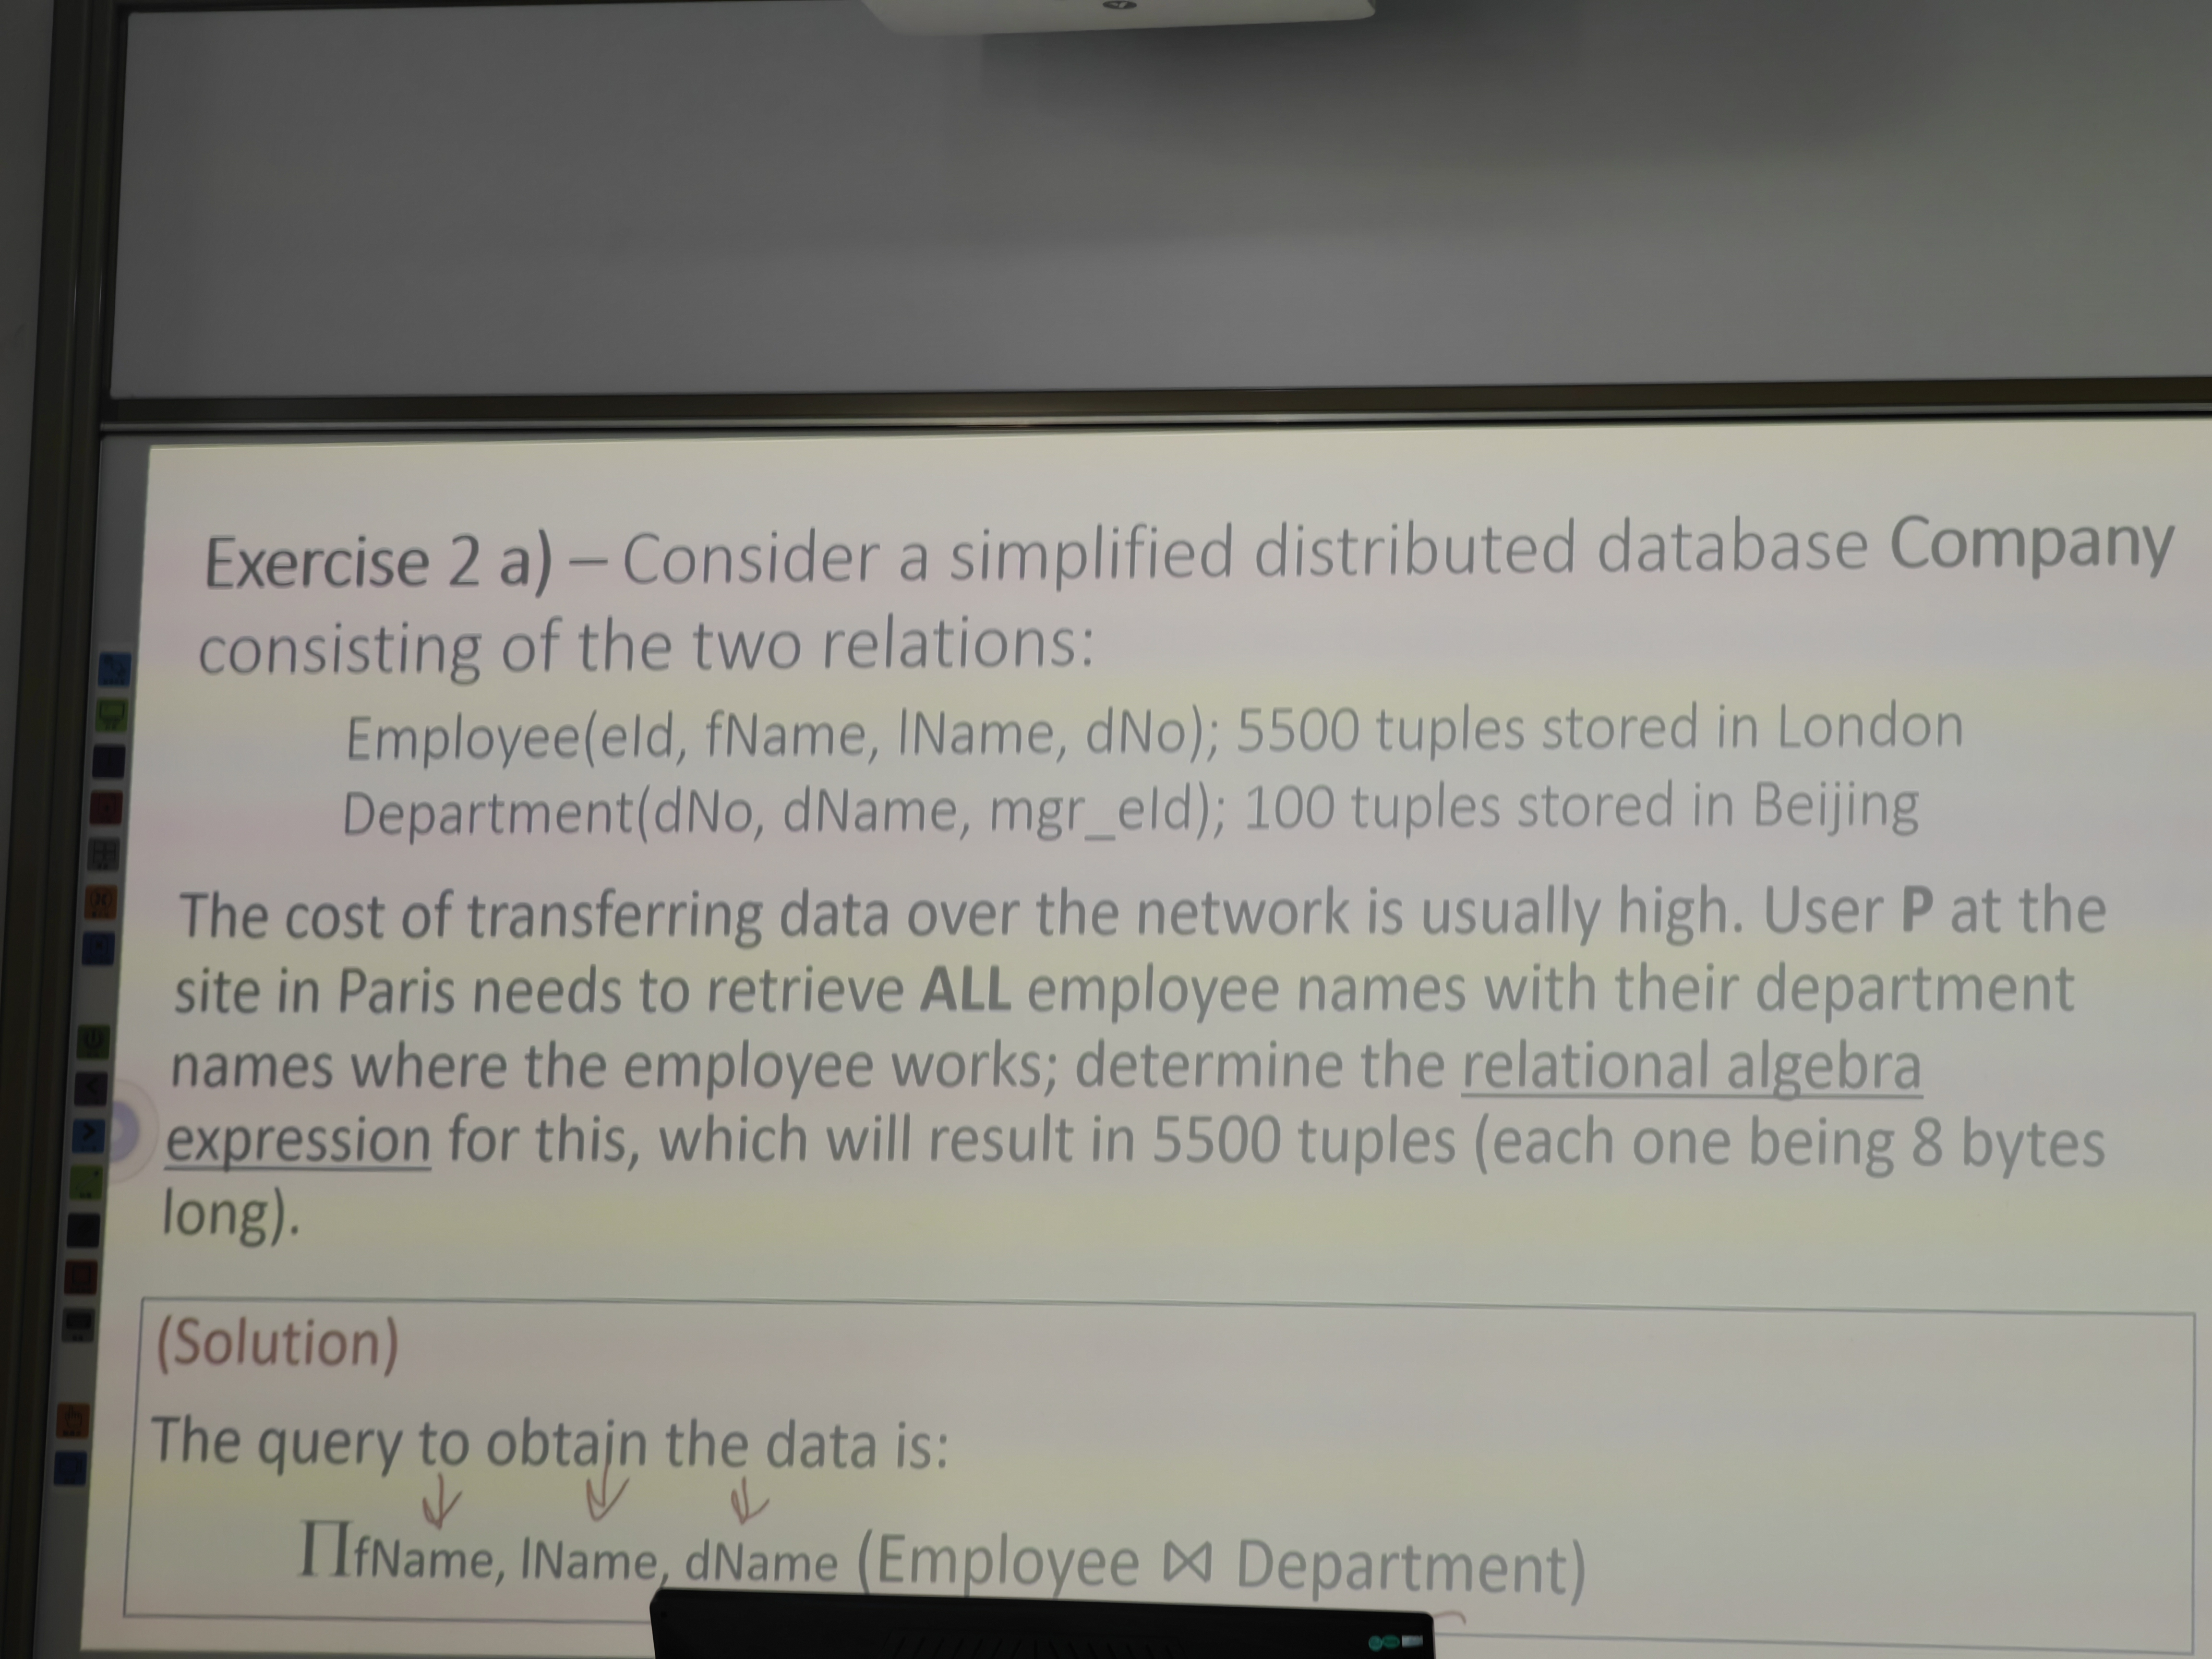 Exercise 2 a) – Consider a simplified distributed database Company
consisting of the two relations:
Employee(eId, fName, lName, dNo); 5500 tuples stored in London
Department(dNo, dName, mgr_eId); 100 tuples stored in Beijing
The cost of transferring data over the network is usually high. User P at the
site in Paris needs to retrieve ALL employee names with their department
names where the employee works; determine the relational algebra
expression for this, which will result in 5500 tuples (each one being 8 bytes
long).
(Solution)
The query to obtain the data is:
∏fName, lName, dName (Employee ⋈ Department)